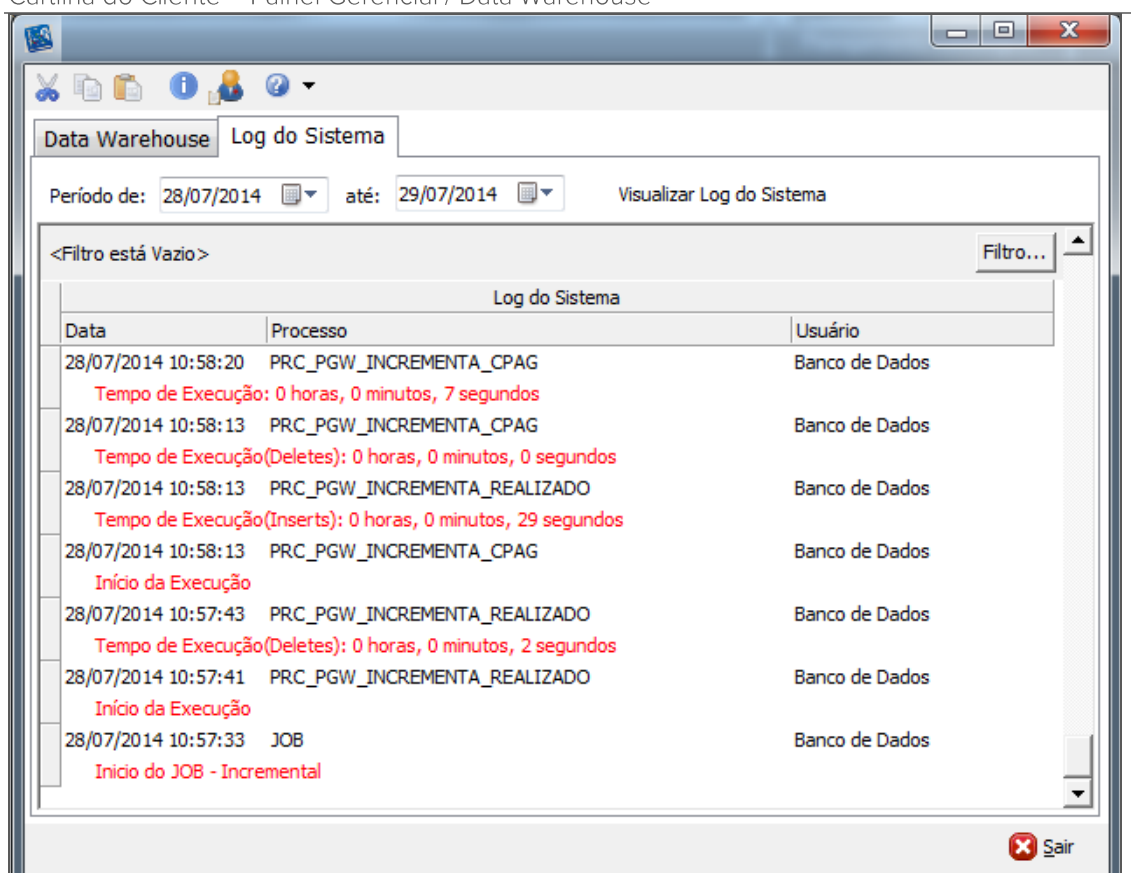 Cartilha do Cliente – Painel Gerencial / Data Warehouse
Data Warehouse Log do Sistema
Período de: 28/07/2014 até: 29/07/2014 Visualizar Log do Sistema
<Filtro está Vazio> Filtro...
Log do Sistema
Data Processo Usuário
28/07/2014 10:58:20 PRC_PGW_INCREMENTA_CPAG Banco de Dados
Tempo de Execução: 0 horas, 0 minutos, 7 segundos
28/07/2014 10:58:13 PRC_PGW_INCREMENTA_CPAG Banco de Dados
Tempo de Execução(Deletes): 0 horas, 0 minutos, 0 segundos
28/07/2014 10:58:13 PRC_PGW_INCREMENTA_REALIZADO Banco de Dados
Tempo de Execução(Inserts): 0 horas, 0 minutos, 29 segundos
28/07/2014 10:58:13 PRC_PGW_INCREMENTA_CPAG Banco de Dados
Início da Execução
28/07/2014 10:57:43 PRC_PGW_INCREMENTA_REALIZADO Banco de Dados
Tempo de Execução(Deletes): 0 horas, 0 minutos, 2 segundos
28/07/2014 10:57:41 PRC_PGW_INCREMENTA_REALIZADO Banco de Dados
Início da Execução
28/07/2014 10:57:33 JOB Banco de Dados
Inicio do JOB - Incremental
Sair